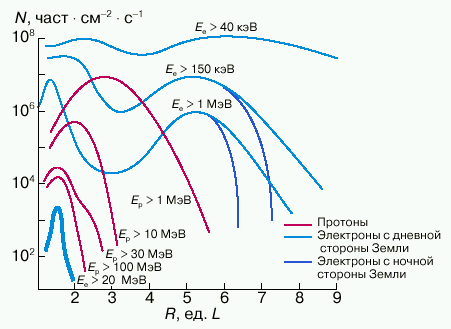 N, част · см⁻² · с⁻¹
10⁸
10⁶
10⁴
10²
Eₑ > 40 кэВ
Eₑ > 150 кэВ
Eₑ > 1 МэВ
Eₚ > 1 МэВ
Eₚ > 10 МэВ
Eₚ > 30 МэВ
Eₚ > 100 МэВ
Eₑ > 20 МэВ
Протоны
Электроны с дневной
стороны Земли
Электроны с ночной
стороны Земли
2 3 4 5 6 7 8 9
R, ед. L